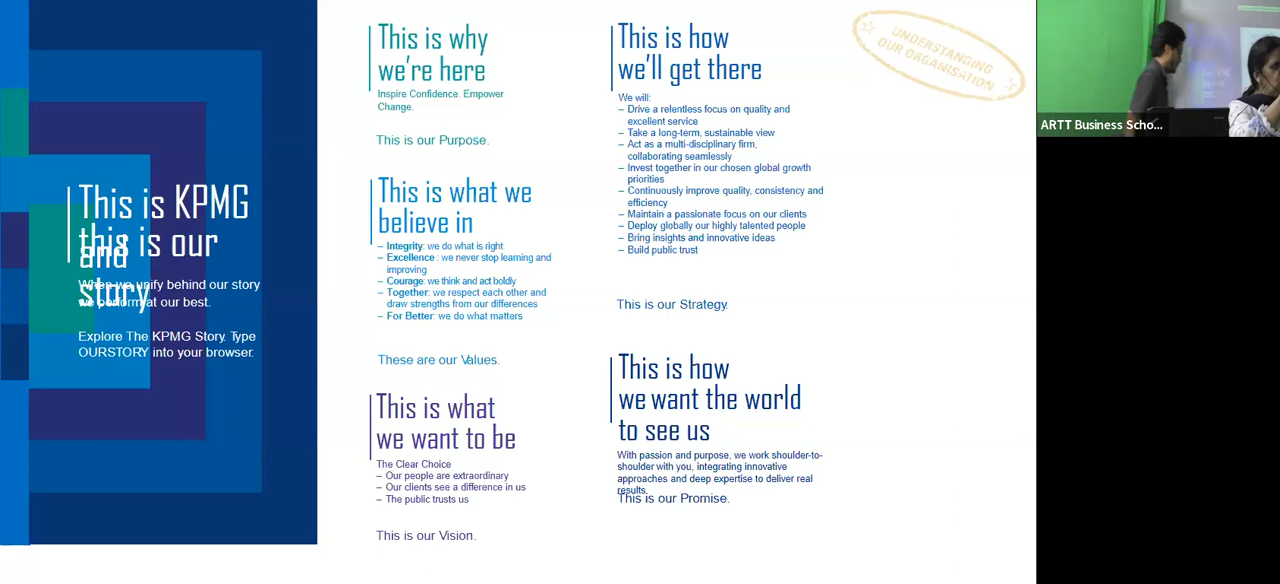 This is KPMG
and
this is our
story
When we unify behind our story
we perform at our best.
Explore The KPMG Story. Type
OURSTORY into your browser.
This is why
we're here
Inspire Confidence. Empower
Change.
This is our Purpose.
This is what we
believe in
– Integrity: we do what is right
– Excellence : we never stop learning and
improving
– Courage: we think and act boldly
– Together: we respect each other and
draw strengths from our differences
– For Better: we do what matters
These are our Values.
This is what
we want to be
The Clear Choice
– Our people are extraordinary
– Our clients see a difference in us
– The public trusts us
This is our Vision.
This is how
we'll get there
We will:
– Drive a relentless focus on quality and
excellent service
– Take a long-term, sustainable view
– Act as a multi-disciplinary firm,
collaborating seamlessly
– Invest together in our chosen global growth
priorities
– Continuously improve quality, consistency and
efficiency
– Maintain a passionate focus on our clients
– Deploy globally our highly talented people
– Bring insights and innovative ideas
– Build public trust
This is our Strategy.
This is how
we want the world
to see us
With passion and purpose, we work shoulder-to-
shoulder with you, integrating innovative
approaches and deep expertise to deliver real
results.
This is our Promise.
UNDERSTANDING
OUR ORGANISATION
ARTT Business Scho...